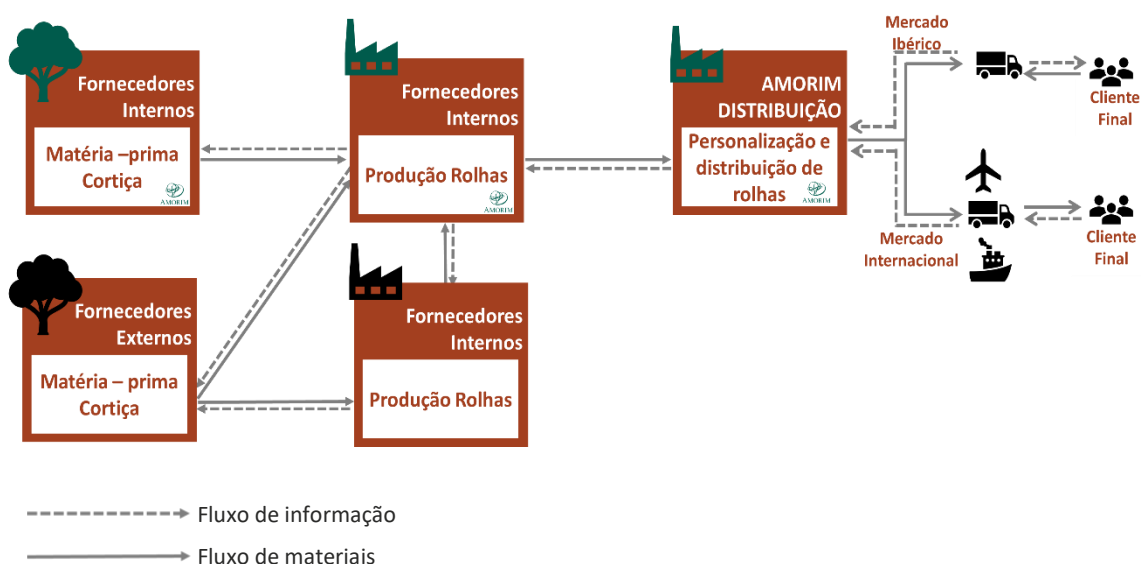 Fornecedores
Internos
Matéria –prima
Cortiça
AMORIM
Fornecedores
Internos
Produção Rolhas
AMORIM
AMORIM
DISTRIBUIÇÃO
Personalização e
distribuição de
rolhas
AMORIM
Mercado
Ibérico
Cliente
Final
Mercado
Internacional
Cliente
Final
Fornecedores
Externos
Matéria – prima
Cortiça
Fornecedores
Internos
Produção Rolhas
Fluxo de informação
Fluxo de materiais